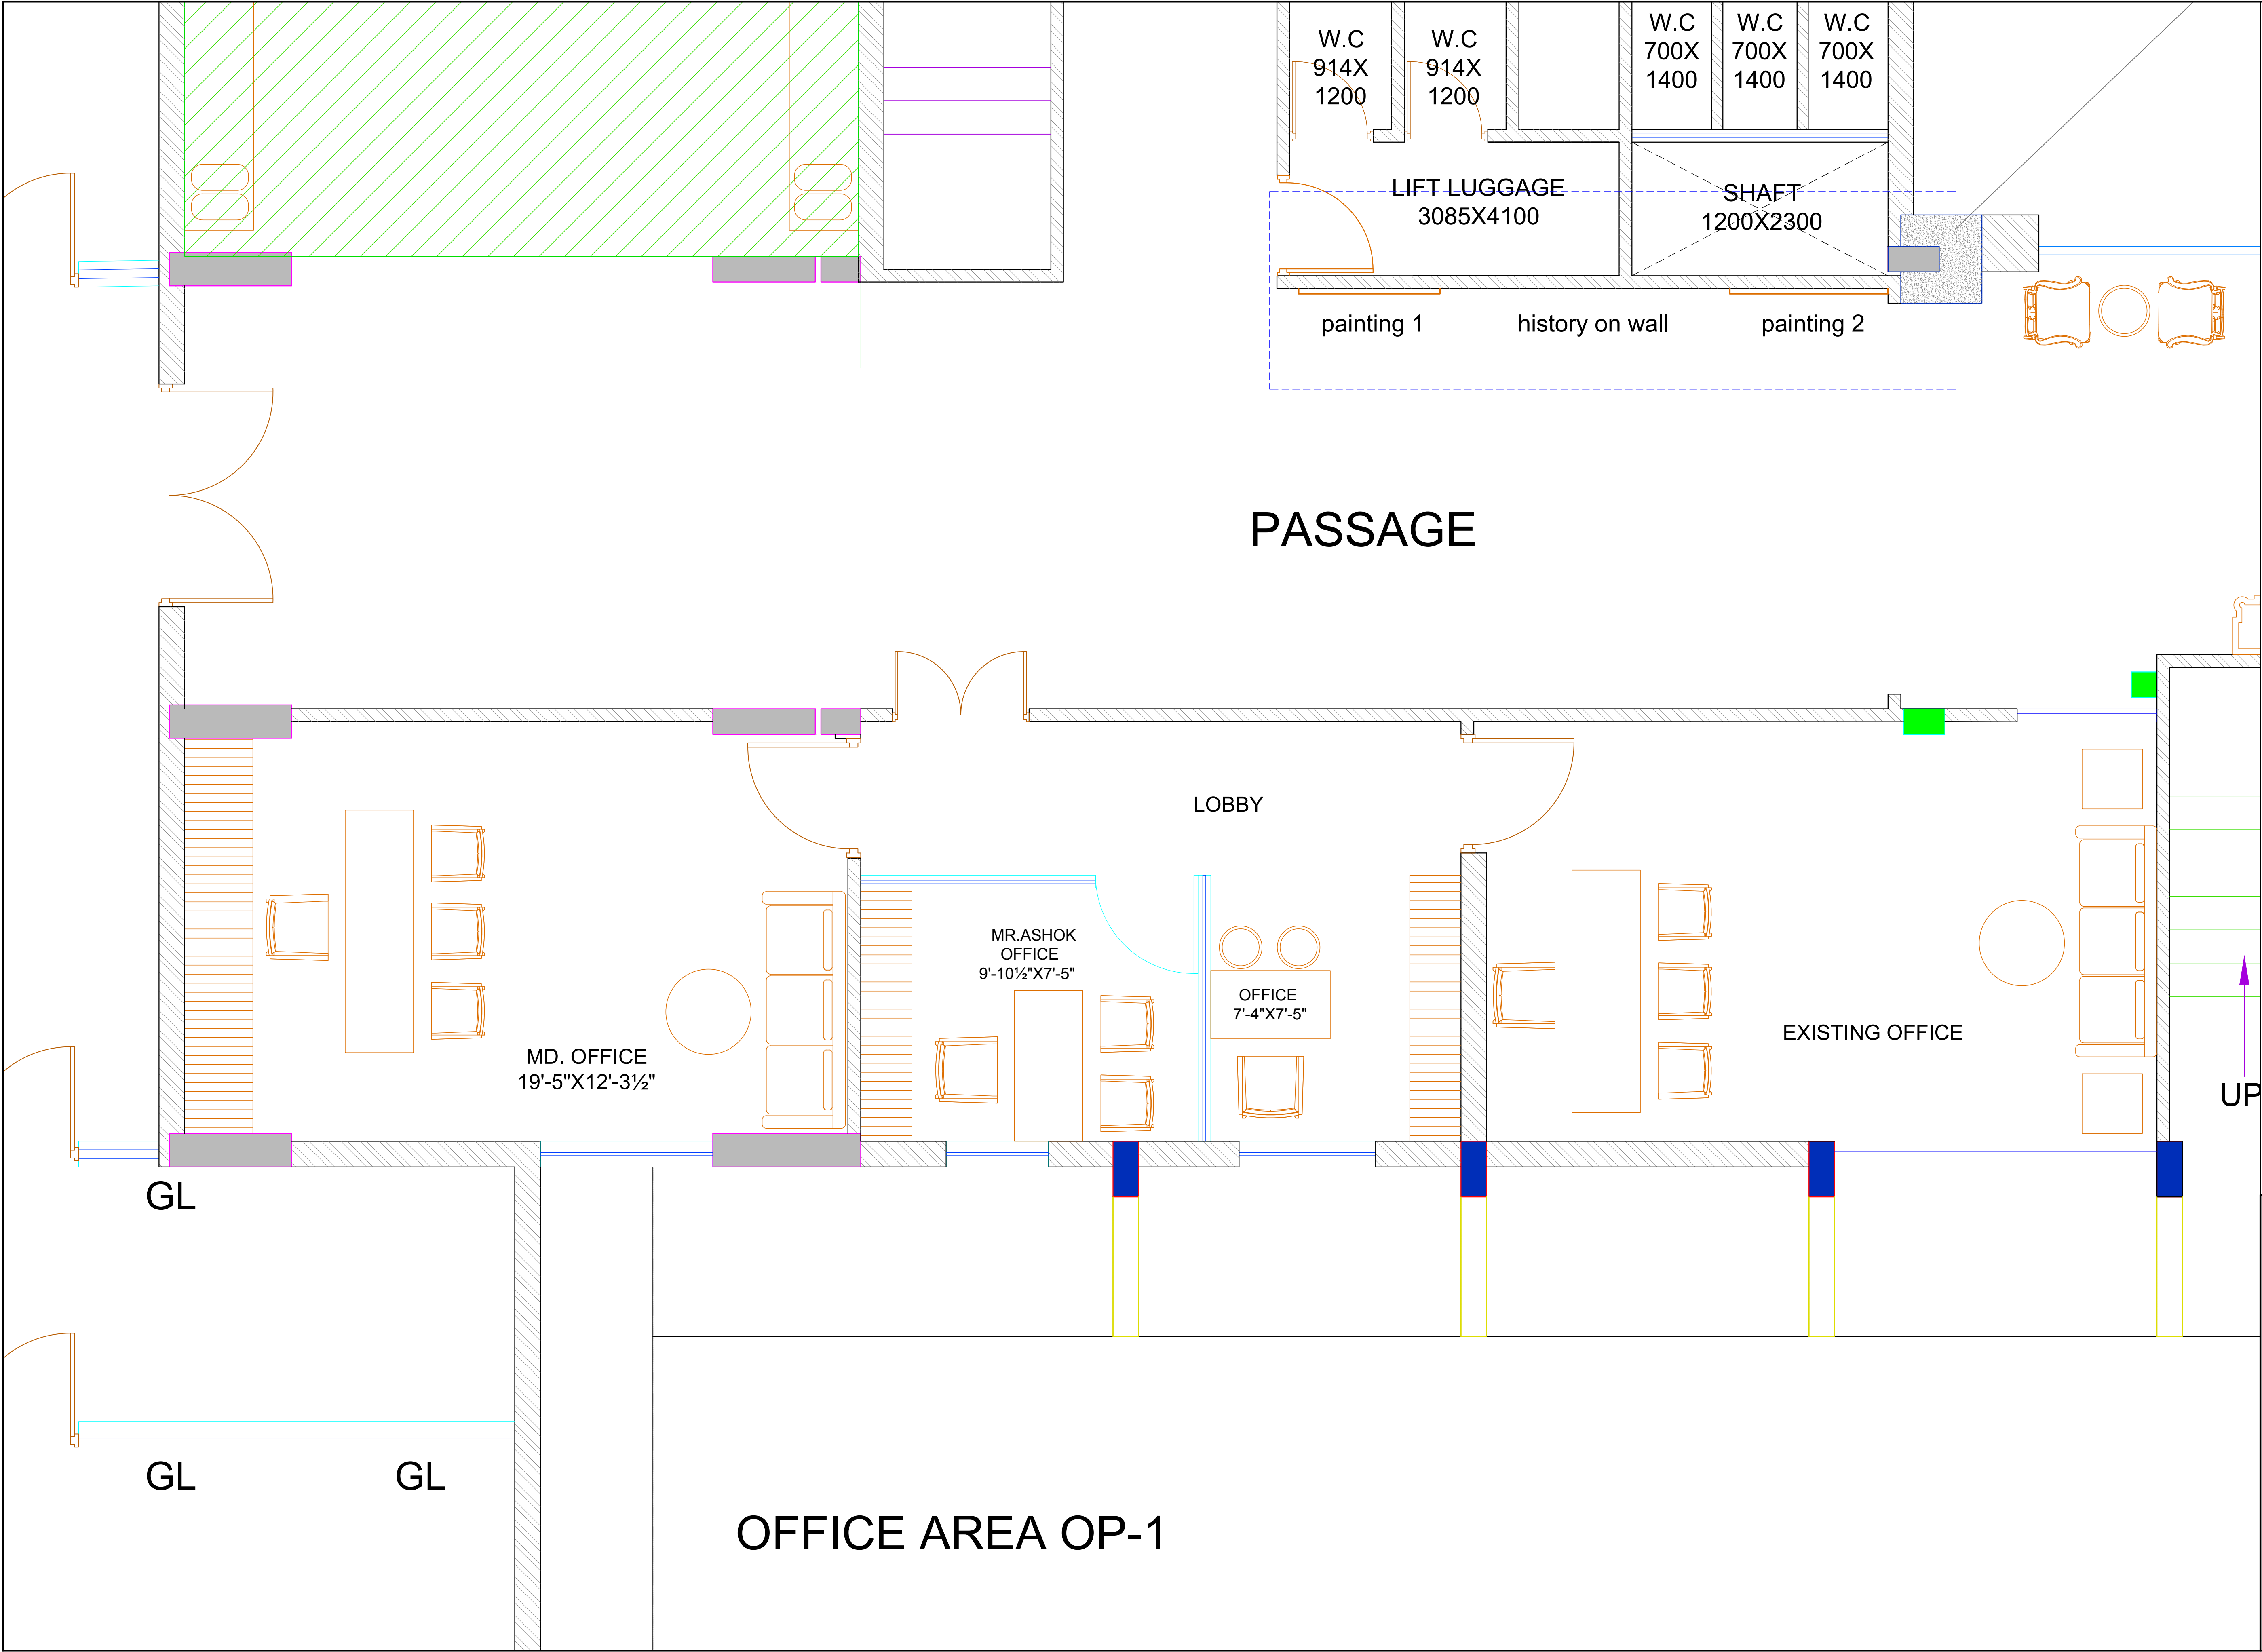 W.C
914X
1200
W.C
914X
1200
W.C
700X
1400
W.C
700X
1400
W.C
700X
1400
LIFT LUGGAGE
3085X4100
SHAFT
1200X2300
painting 1
history on wall
painting 2
PASSAGE
LOBBY
MR.ASHOK
OFFICE
9'-10½"X7'-5"
OFFICE
7'-4"X7'-5"
MD. OFFICE
19'-5"X12'-3½"
EXISTING OFFICE
UP
GL
GL
GL
OFFICE AREA OP-1